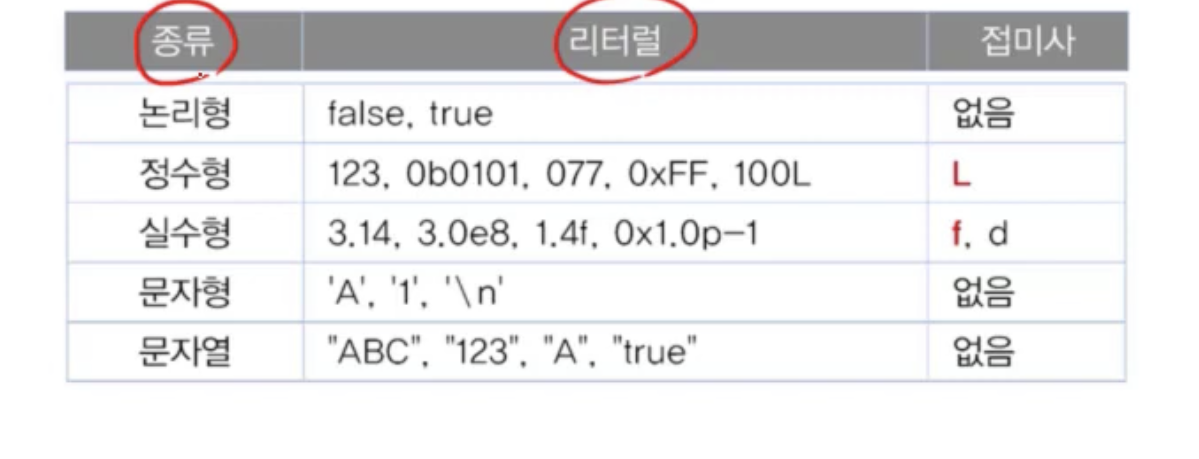 종류 리터럴 접미사
논리형 false, true 없음
정수형 123, 0b0101, 077, 0xFF, 100L L
실수형 3.14, 3.0e8, 1.4f, 0x1.0p-1 f, d
문자형 'A', '1', '\n' 없음
문자열 "ABC", "123", "A", "true" 없음